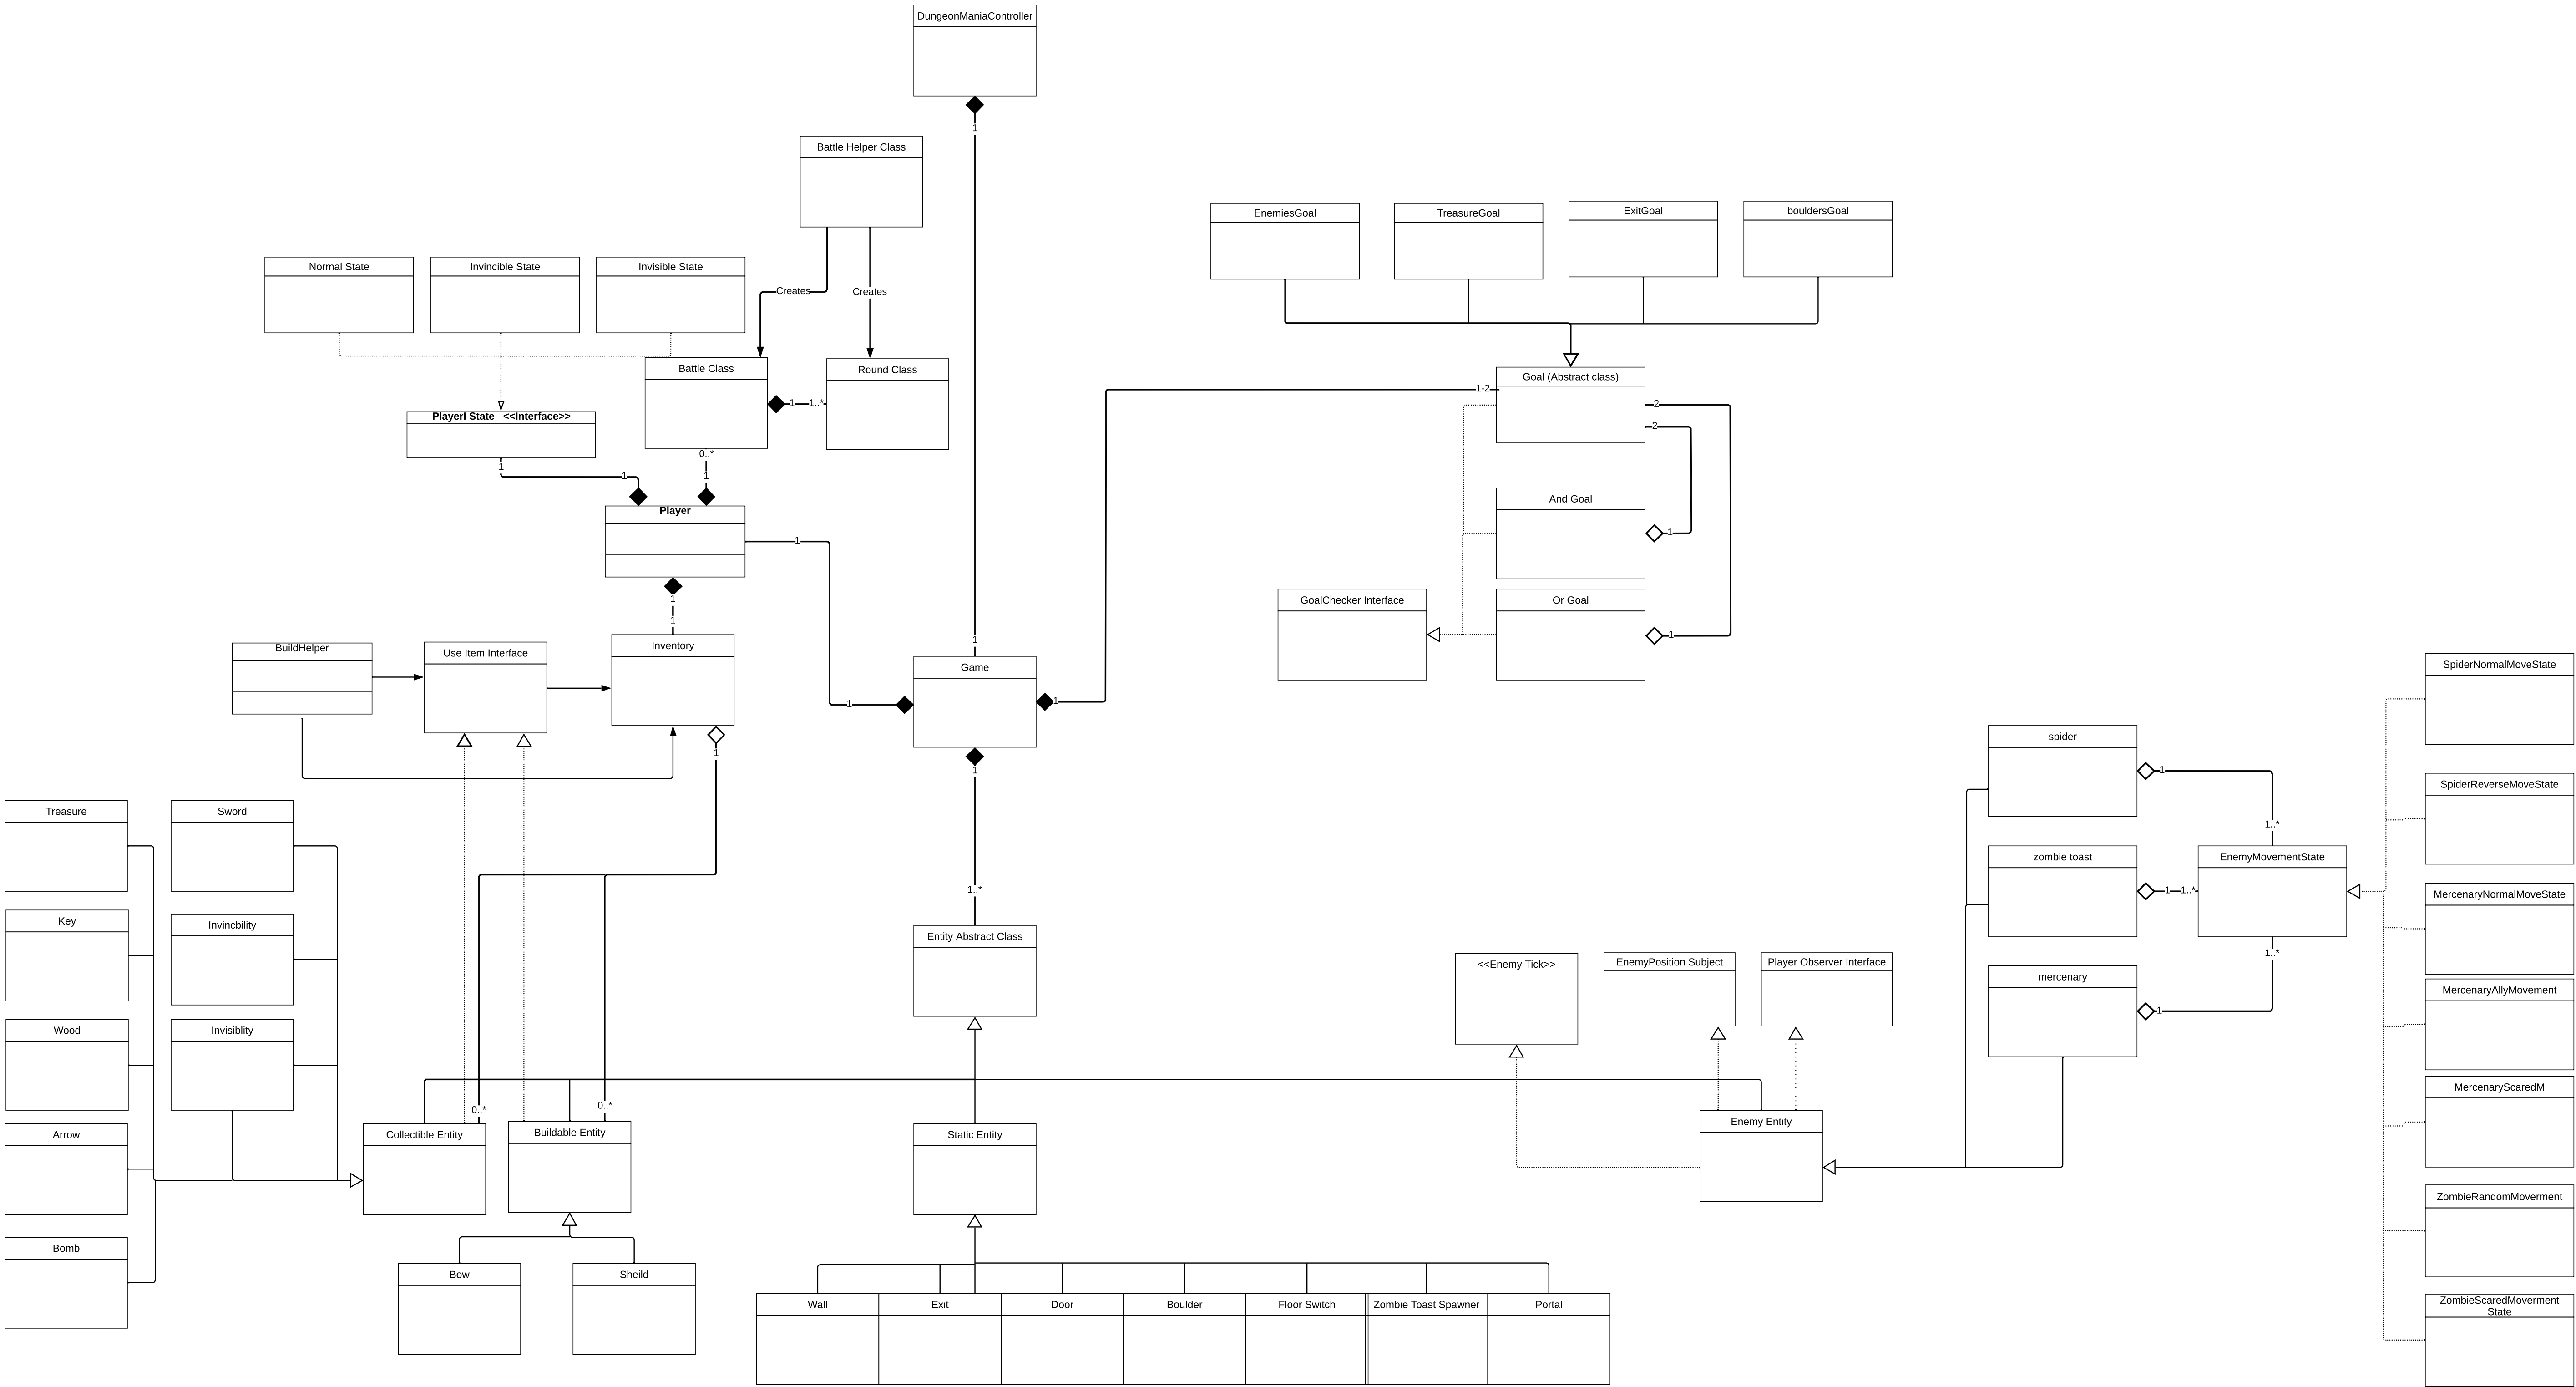 DungeonManiaController
1
Battle Helper Class
Creates
Creates
EnemiesGoal
TreasureGoal
ExitGoal
bouldersGoal
Normal State
Invincible State
Invisible State
Battle Class
1
1..*
Round Class
PlayerI State <<Interface>>
1
1
0..*
1
Player
1
1
1
1
Goal (Abstract class)
1-2
2
2
And Goal
1
GoalChecker Interface
Or Goal
1
BuildHelper
Use Item Interface
Inventory
1
1
Game
1
1
1..*
Treasure
Sword
Key
Invincbility
Wood
Invisiblity
Arrow
Bomb
Entity Abstract Class
0..*
0..*
Collectible Entity
Buildable Entity
Static Entity
Bow
Sheild
Wall
Exit
Door
Boulder
Floor Switch
Zombie Toast Spawner
Portal
<<Enemy Tick>>
EnemyPosition Subject
Player Observer Interface
Enemy Entity
spider
1
1..*
zombie toast
1
1..*
EnemyMovementState
mercenary
1
1..*
SpiderNormalMoveState
SpiderReverseMoveState
MercenaryNormalMoveState
MercenaryAllyMovement
MercenaryScaredM
ZombieRandomMoverment
ZombieScaredMoverment
State